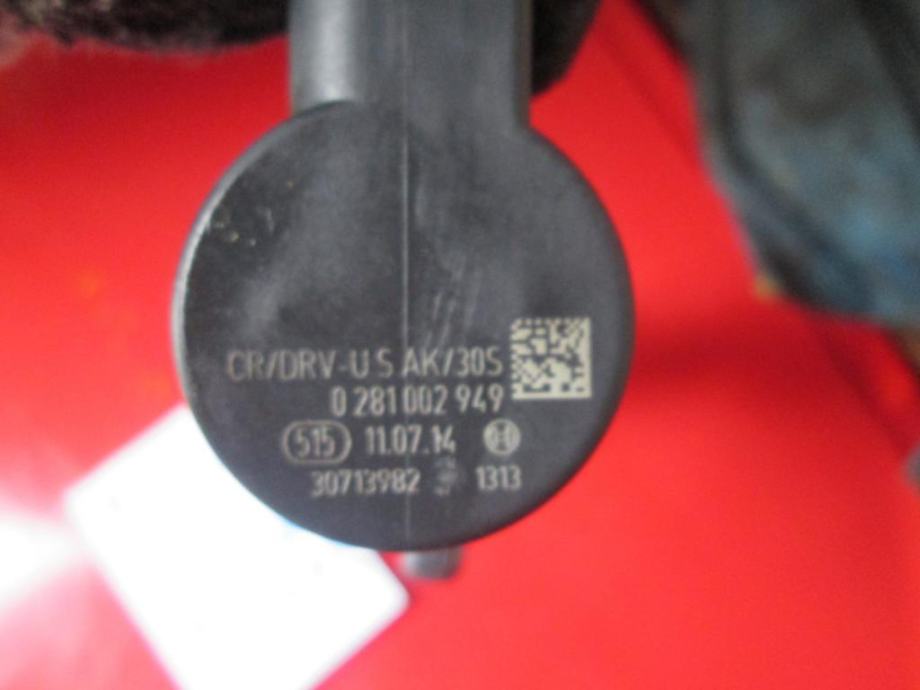 CR/DRV-U S AK/30S
0 281 002 949
515 11.07.14
30713982 1313